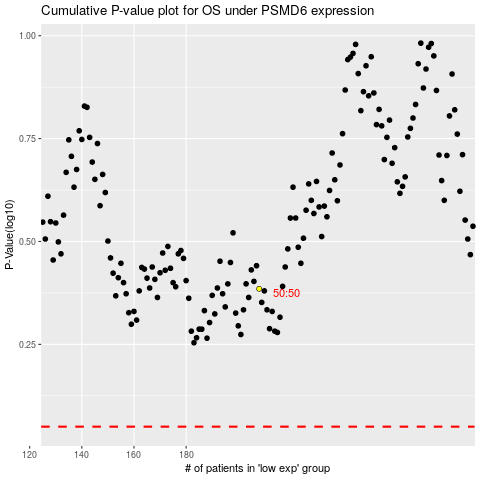 Cumulative P-value plot for OS under PSMD6 expression
P-Value(log10)
1.00
0.75
0.50
0.25
50:50
120 140 160 180
# of patients in 'low exp' group